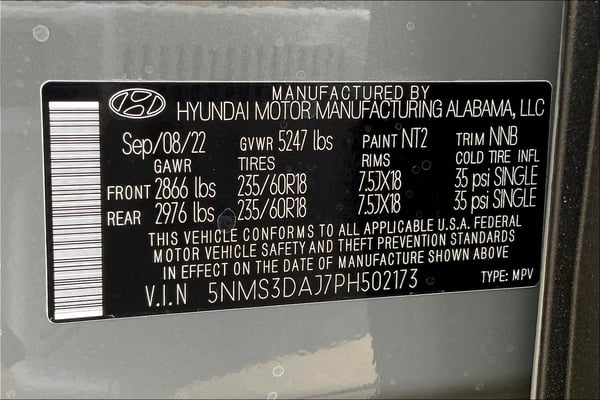 MANUFACTURED BY
HYUNDAI MOTOR MANUFACTURING ALABAMA, LLC
Sep/08/22 GVWR 5247 lbs PAINT NT2 TRIM NNB
GAWR TIRES RIMS COLD TIRE INFL
FRONT 2866 lbs 235/60R18 7.5JX18 35 psi SINGLE
REAR 2976 lbs 235/60R18 7.5JX18 35 psi SINGLE
THIS VEHICLE CONFORMS TO ALL APPLICABLE U.S.A. FEDERAL
MOTOR VEHICLE SAFETY AND THEFT PREVENTION STANDARDS
IN EFFECT ON THE DATE OF MANUFACTURE SHOWN ABOVE
V.I.N 5NMS3DAJ7PH502173 TYPE: MPV